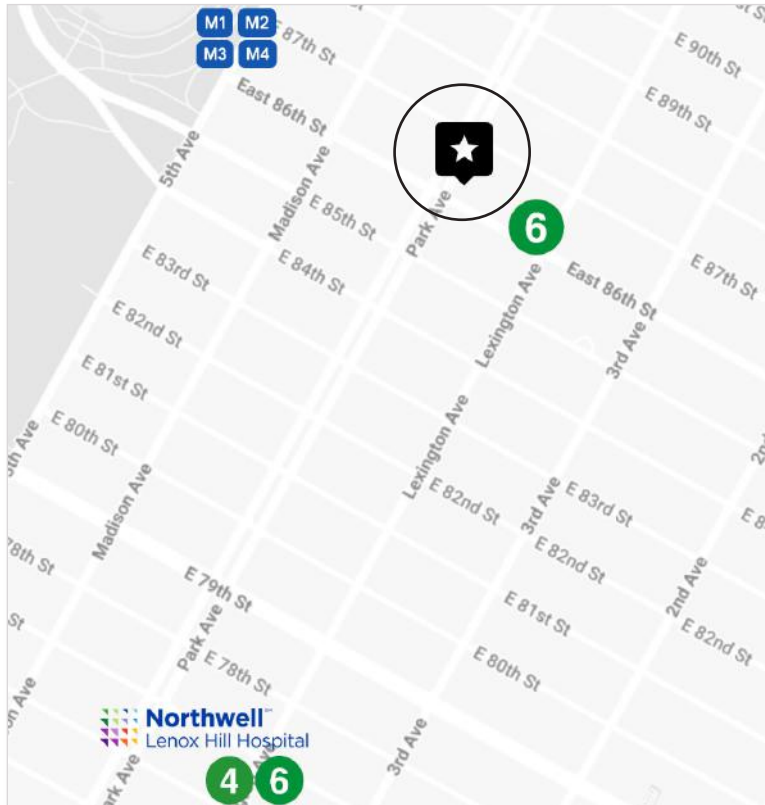 M1 M2
M3 M4
E 87th St
E 90th St
East 86th St
E 89th St
5th Ave
Madison Ave
E 85th St
Park Ave
6
E 83rd St
E 84th St
East 86th St
E 87th St
Lexington Ave
E 82nd St
3rd Ave
E 81st St
E 80th St
Lexington Ave
Madison Ave
E 82nd St
3rd Ave
E 83rd St
E 82nd St
E 79th St
2nd Ave
E 81st St
E 82nd St
Park Ave
E 78th St
E 80th St
Northwell℠
Lenox Hill Hospital
3rd Ave
4 6